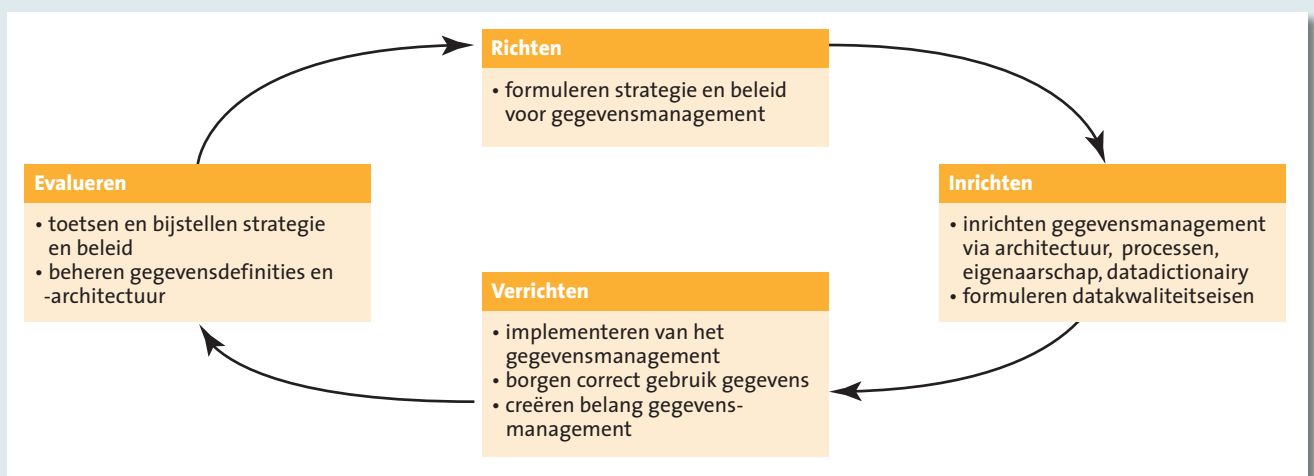 Richten
• formuleren strategie en beleid
voor gegevensmanagement
Inrichten
• inrichten gegevensmanagement
via architectuur, processen,
eigenaarschap, datadictionairy
• formuleren datakwaliteitseisen
Verrichten
• implementeren van het
gegevensmanagement
• borgen correct gebruik gegevens
• creëren belang gegevens-
management
Evalueren
• toetsen en bijstellen strategie
en beleid
• beheren gegevensdefinities en
-architectuur